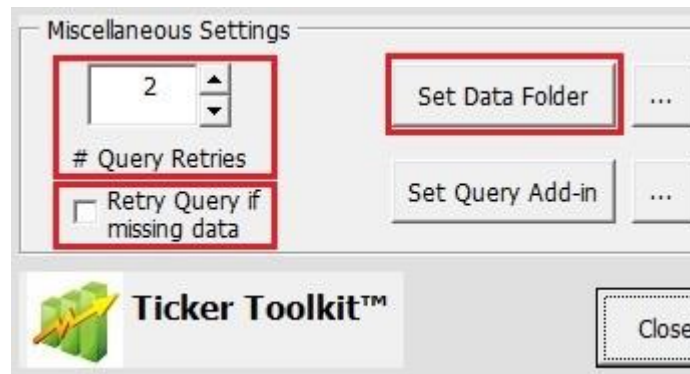 Miscellaneous Settings
2
Set Data Folder
...
# Query Retries
Retry Query if
missing data
Set Query Add-in
...
Ticker Toolkit™
Close